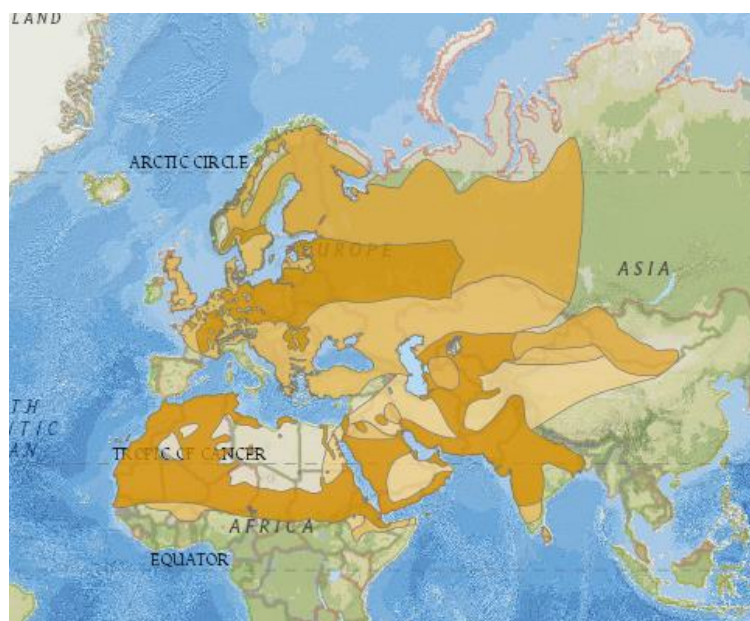 LAND
ARCTIC CIRCLE
EUROPE
ASIA
TH
TIC
AN
TROPIC OF CANCER
AFRICA
EQUATOR